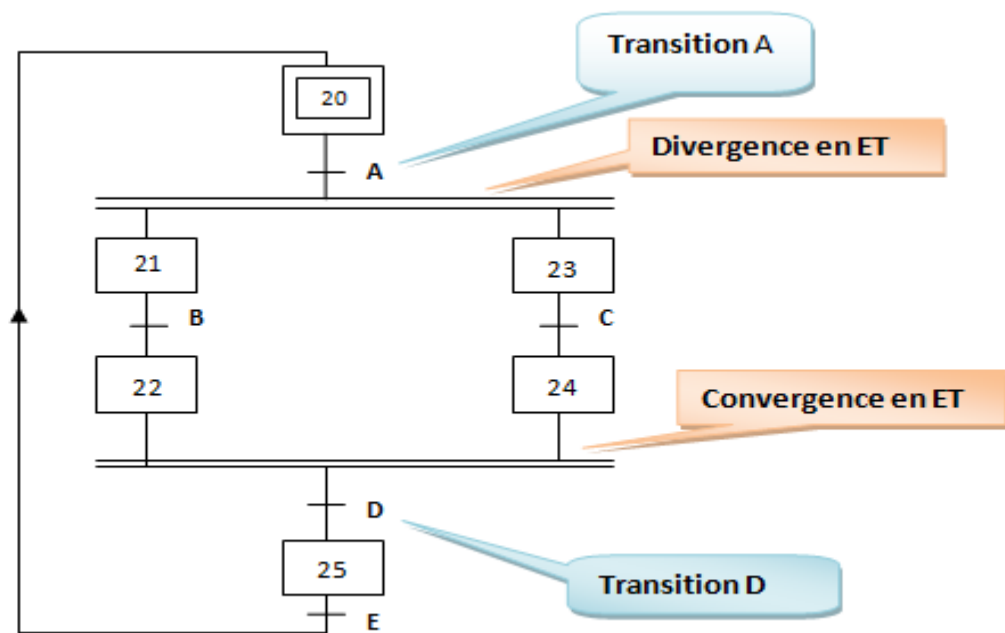 Transition A
20
A
Divergence en ET
21
23
B
C
22
24
Convergence en ET
D
25
Transition D
E